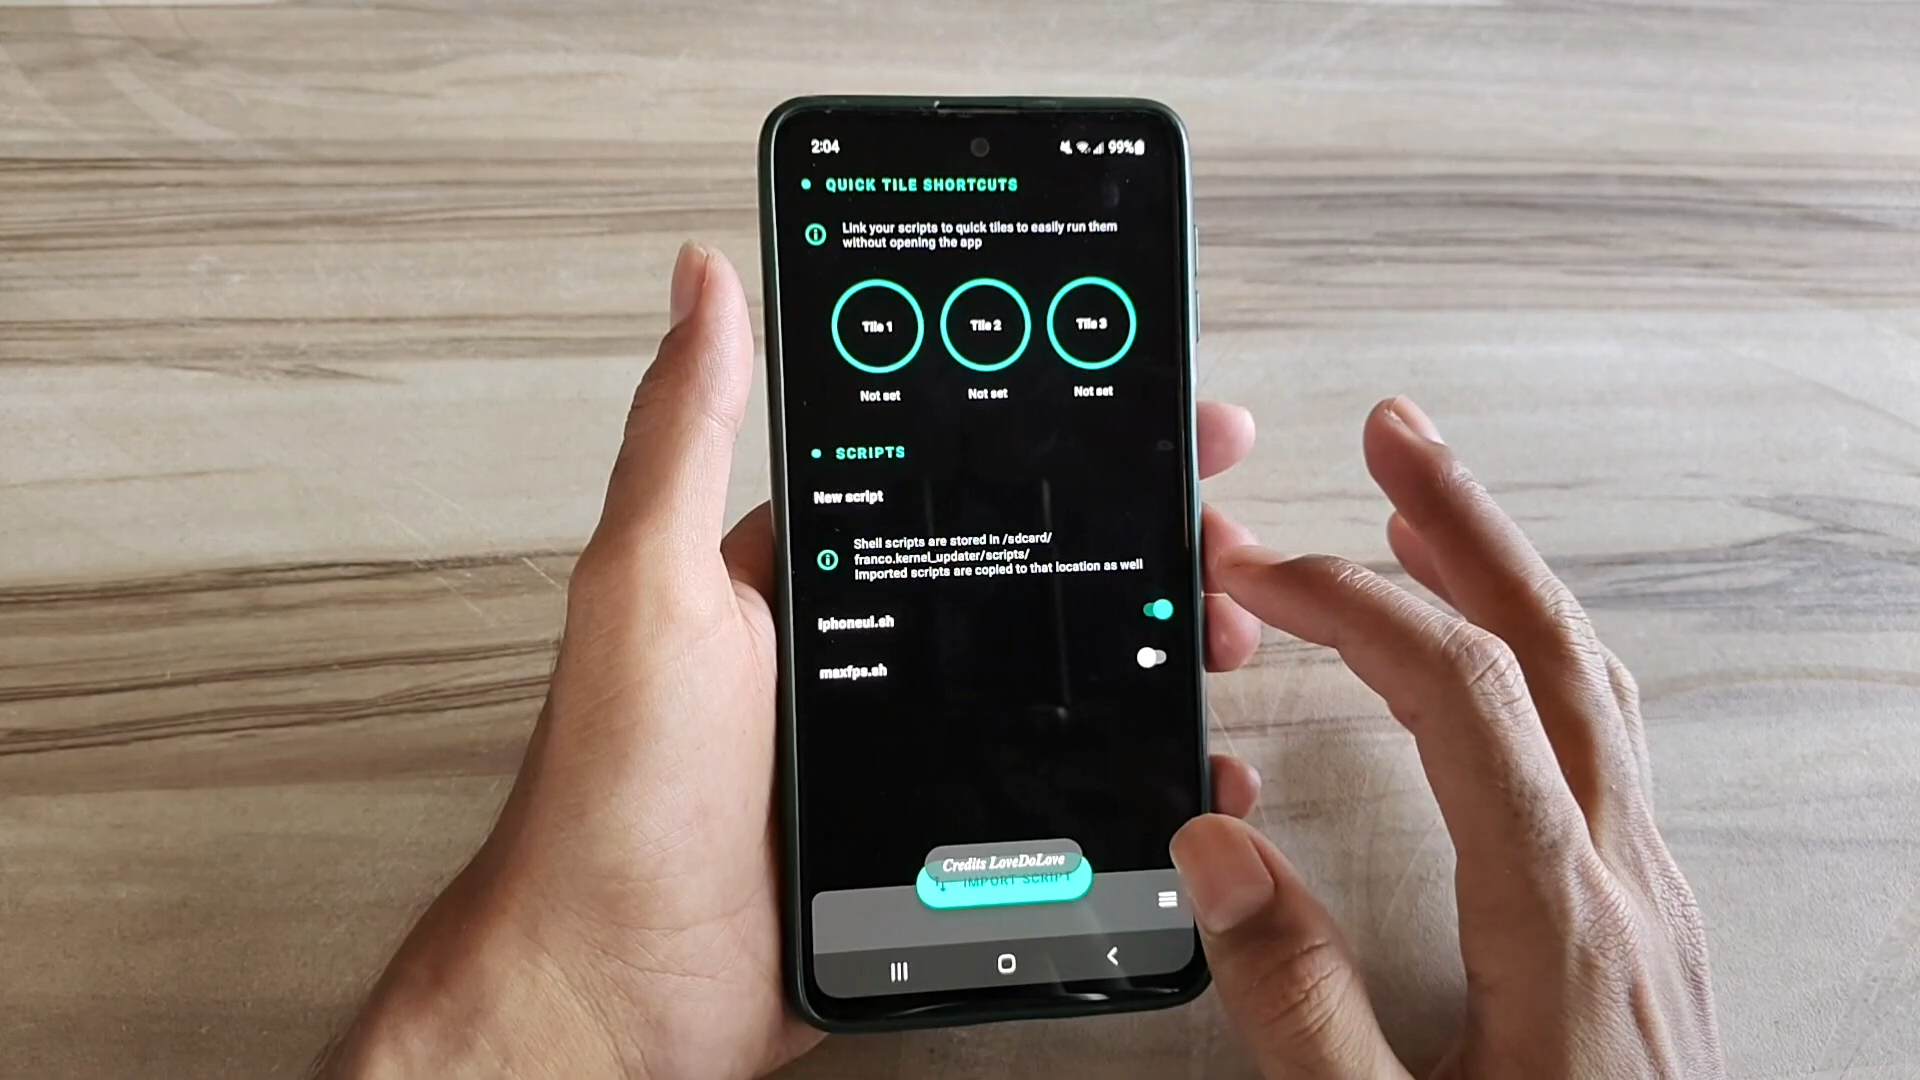 2:04
99%
QUICK TILE SHORTCUTS
Link your scripts to quick tiles to easily run them
without opening the app
Tile 1
Tile 2
Tile 3
Not set
Not set
Not set
SCRIPTS
New script
Shell scripts are stored in /sdcard/
franco.kernel_updater/scripts/
Imported scripts are copied to that location as well
iphoneui.sh
maxfps.sh
Credits LoveDoLove
IMPORT SCRIPT